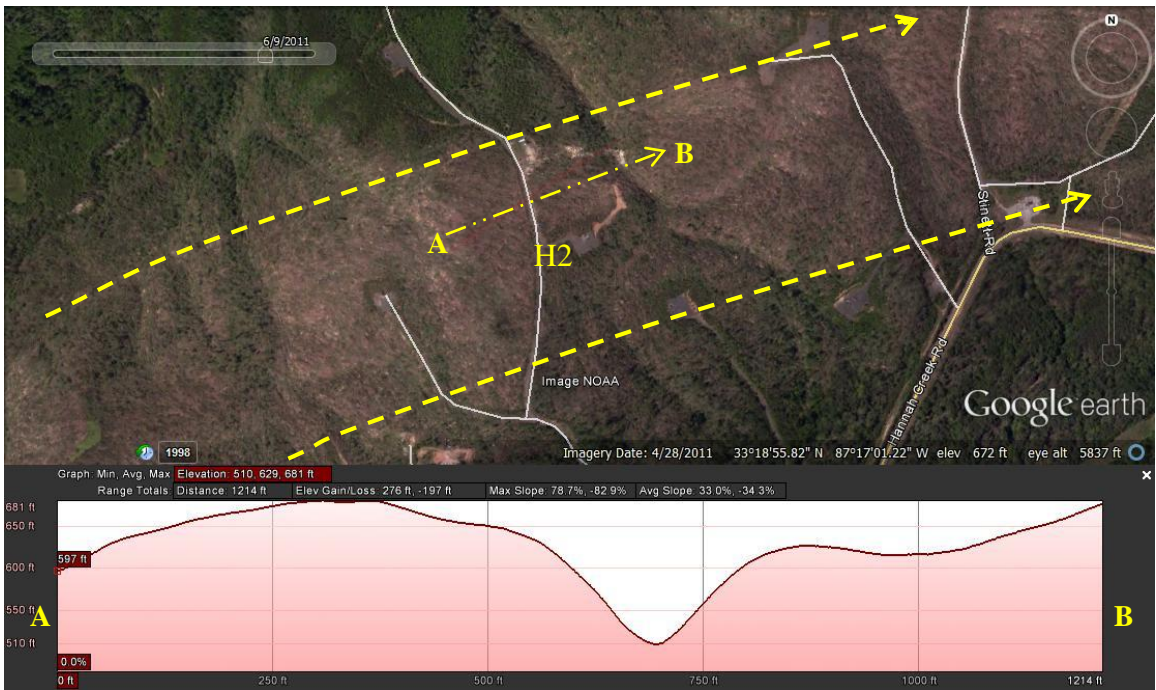 6/9/2011
N
B
A
H2
Stinett Rd
Hannah Creek Rd
Image NOAA
Google earth
1998
Imagery Date: 4/28/2011 33°18'55.82" N 87°17'01.22" W elev 672 ft eye alt 5837 ft
Graph: Min, Avg, Max Elevation: 510, 629, 681 ft
Range Totals: Distance: 1214 ft Elev Gain/Loss: 276 ft, -197 ft Max Slope: 78.7%, -82.9% Avg Slope: 33.0%, -34.3%
681 ft
650 ft
597 ft
600 ft
550 ft
A
B
510 ft
0.0%
0 ft 250 ft 500 ft 750 ft 1000 ft 1214 ft